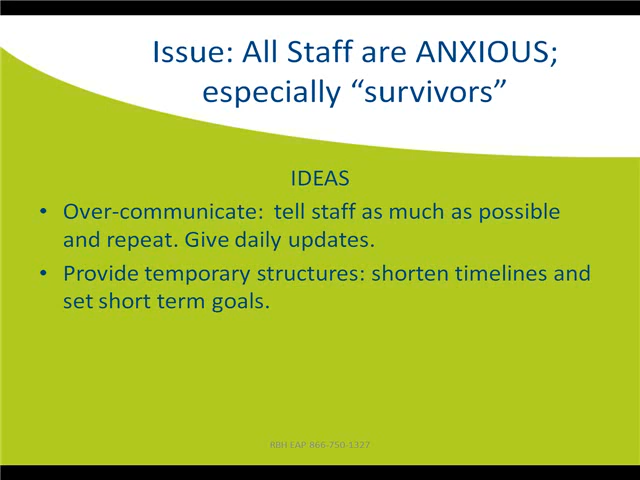 Issue: All Staff are ANXIOUS;
especially “survivors”
IDEAS
• Over-communicate: tell staff as much as possible
and repeat. Give daily updates.
• Provide temporary structures: shorten timelines and
set short term goals.
RBH EAP 866-750-1327